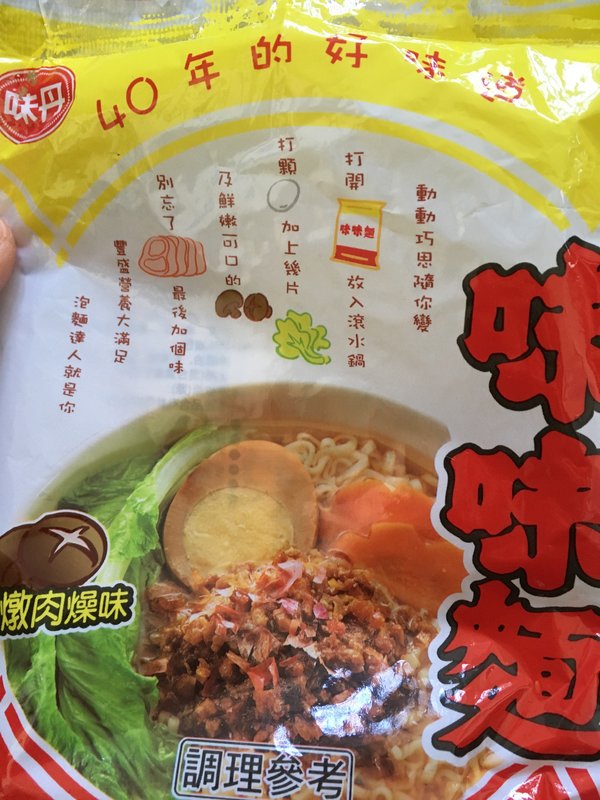 味丹
40年的好味道
動動巧思隨你變
打開
味味麵
放入滾水鍋
打顆
加上幾片
及鮮嫩可口的
別忘了
最後加個味
豐盛營養大滿足
泡麵達人就是你
味味麵
燉肉燥味
調理參考